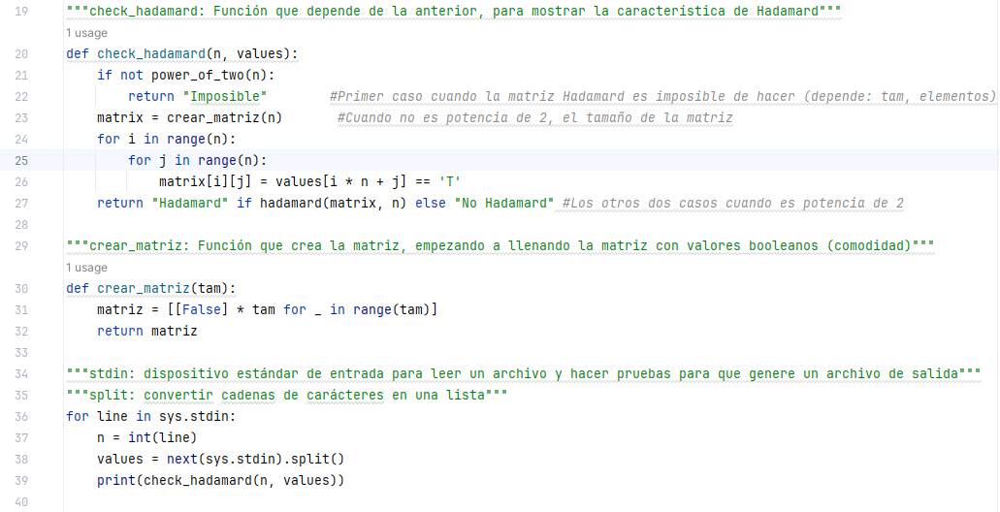 19 """check_hadamard: Función que depende de la anterior, para mostrar la característica de Hadamard"""
1 usage
20 def check_hadamard(n, values):
21     if not power_of_two(n):
22         return "Imposible"        #Primer caso cuando la matriz Hadamard es imposible de hacer (depende: tam, elementos)
23     matrix = crear_matriz(n)       #Cuando no es potencia de 2, el tamaño de la matriz
24     for i in range(n):
25         for j in range(n):
26             matrix[i][j] = values[i * n + j] == 'T'
27     return "Hadamard" if hadamard(matrix, n) else "No Hadamard" #Los otros dos casos cuando es potencia de 2
28
29 """crear_matriz: Función que crea la matriz, empezando a llenando la matriz con valores booleanos (comodidad)"""
1 usage
30 def crear_matriz(tam):
31     matriz = [[False] * tam for _ in range(tam)]
32     return matriz
33
34 """stdin: dispositivo estándar de entrada para leer un archivo y hacer pruebas para que genere un archivo de salida"""
35 """split: convertir cadenas de carácteres en una lista"""
36 for line in sys.stdin:
37     n = int(line)
38     values = next(sys.stdin).split()
39     print(check_hadamard(n, values))
40